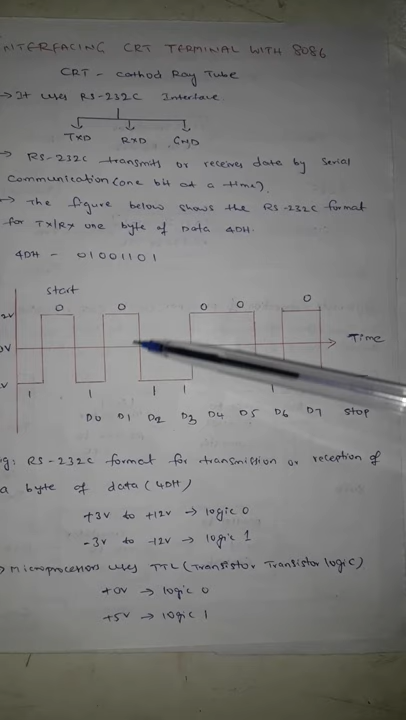 INTERFACING CRT TERMINAL WITH 8086
CRT - Cathod Ray Tube
→ It uses RS-232C Interface
TXD RXD GND
→ RS-232C transmits or receives data by serial
communication (one bit at a time).
→ The figure below shows the RS-232C format
for Tx/Rx one byte of Data 4DH.
4DH - 01001101
start
0 0 0 0 0
2V
0V Time
V
1 1 1 1 1
D0 D1 D2 D3 D4 D5 D6 D7 stop
g: RS-232C format for transmission or reception of
a byte of data (4DH)
+3V to +12V → logic 0
-3V to -12V → logic 1
→ Microprocessors uses TTL (Transistor Transistor logic)
+0V → logic 0
+5V → logic 1